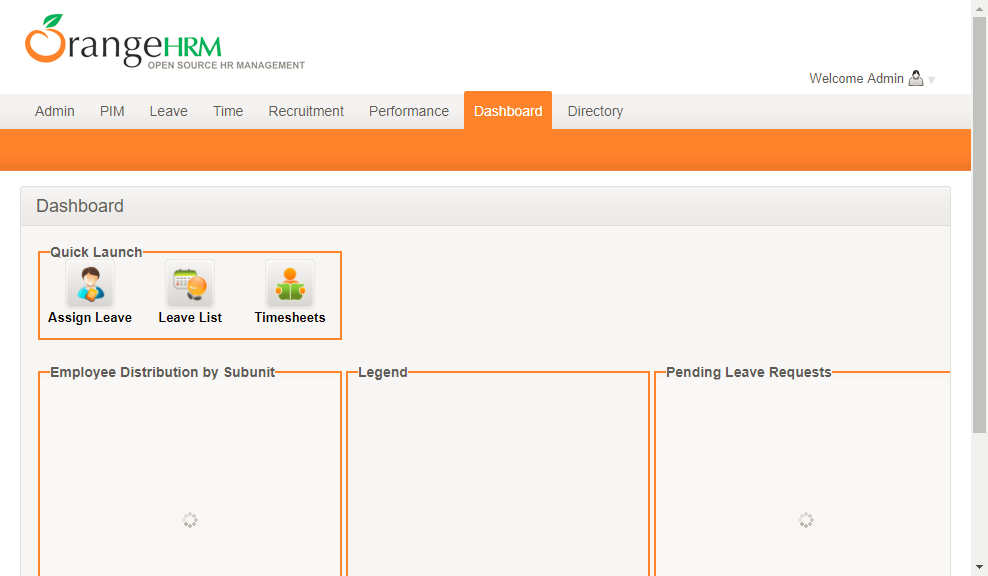 OrangeHRM
OPEN SOURCE HR MANAGEMENT
Welcome Admin
Admin PIM Leave Time Recruitment Performance Dashboard Directory
Dashboard
Quick Launch
Assign Leave Leave List Timesheets
Employee Distribution by Subunit Legend Pending Leave Requests